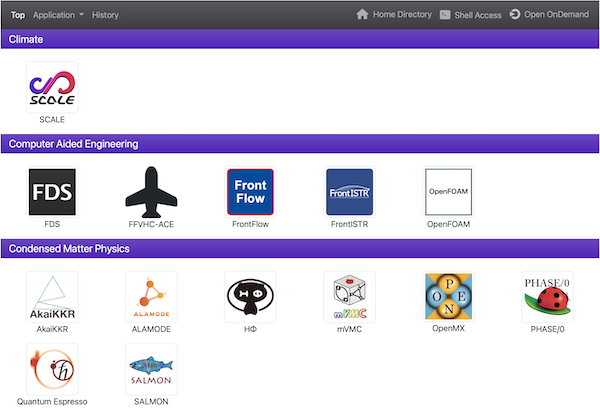 Top Application History Home Directory Shell Access Open OnDemand
Climate
SCALE
SCALE
Computer Aided Engineering
FDS
Front
Flow
FrontISTR
OpenFOAM
FDS FFVHC-ACE FrontFlow FrontISTR OpenFOAM
Condensed Matter Physics
AkaiKKR
ALAMODE
HΦ
mVMC
OPEN
PHASE/0
AkaiKKR ALAMODE HΦ mVMC OpenMX PHASE/0
ħ
SALMON
Quantum Espresso SALMON